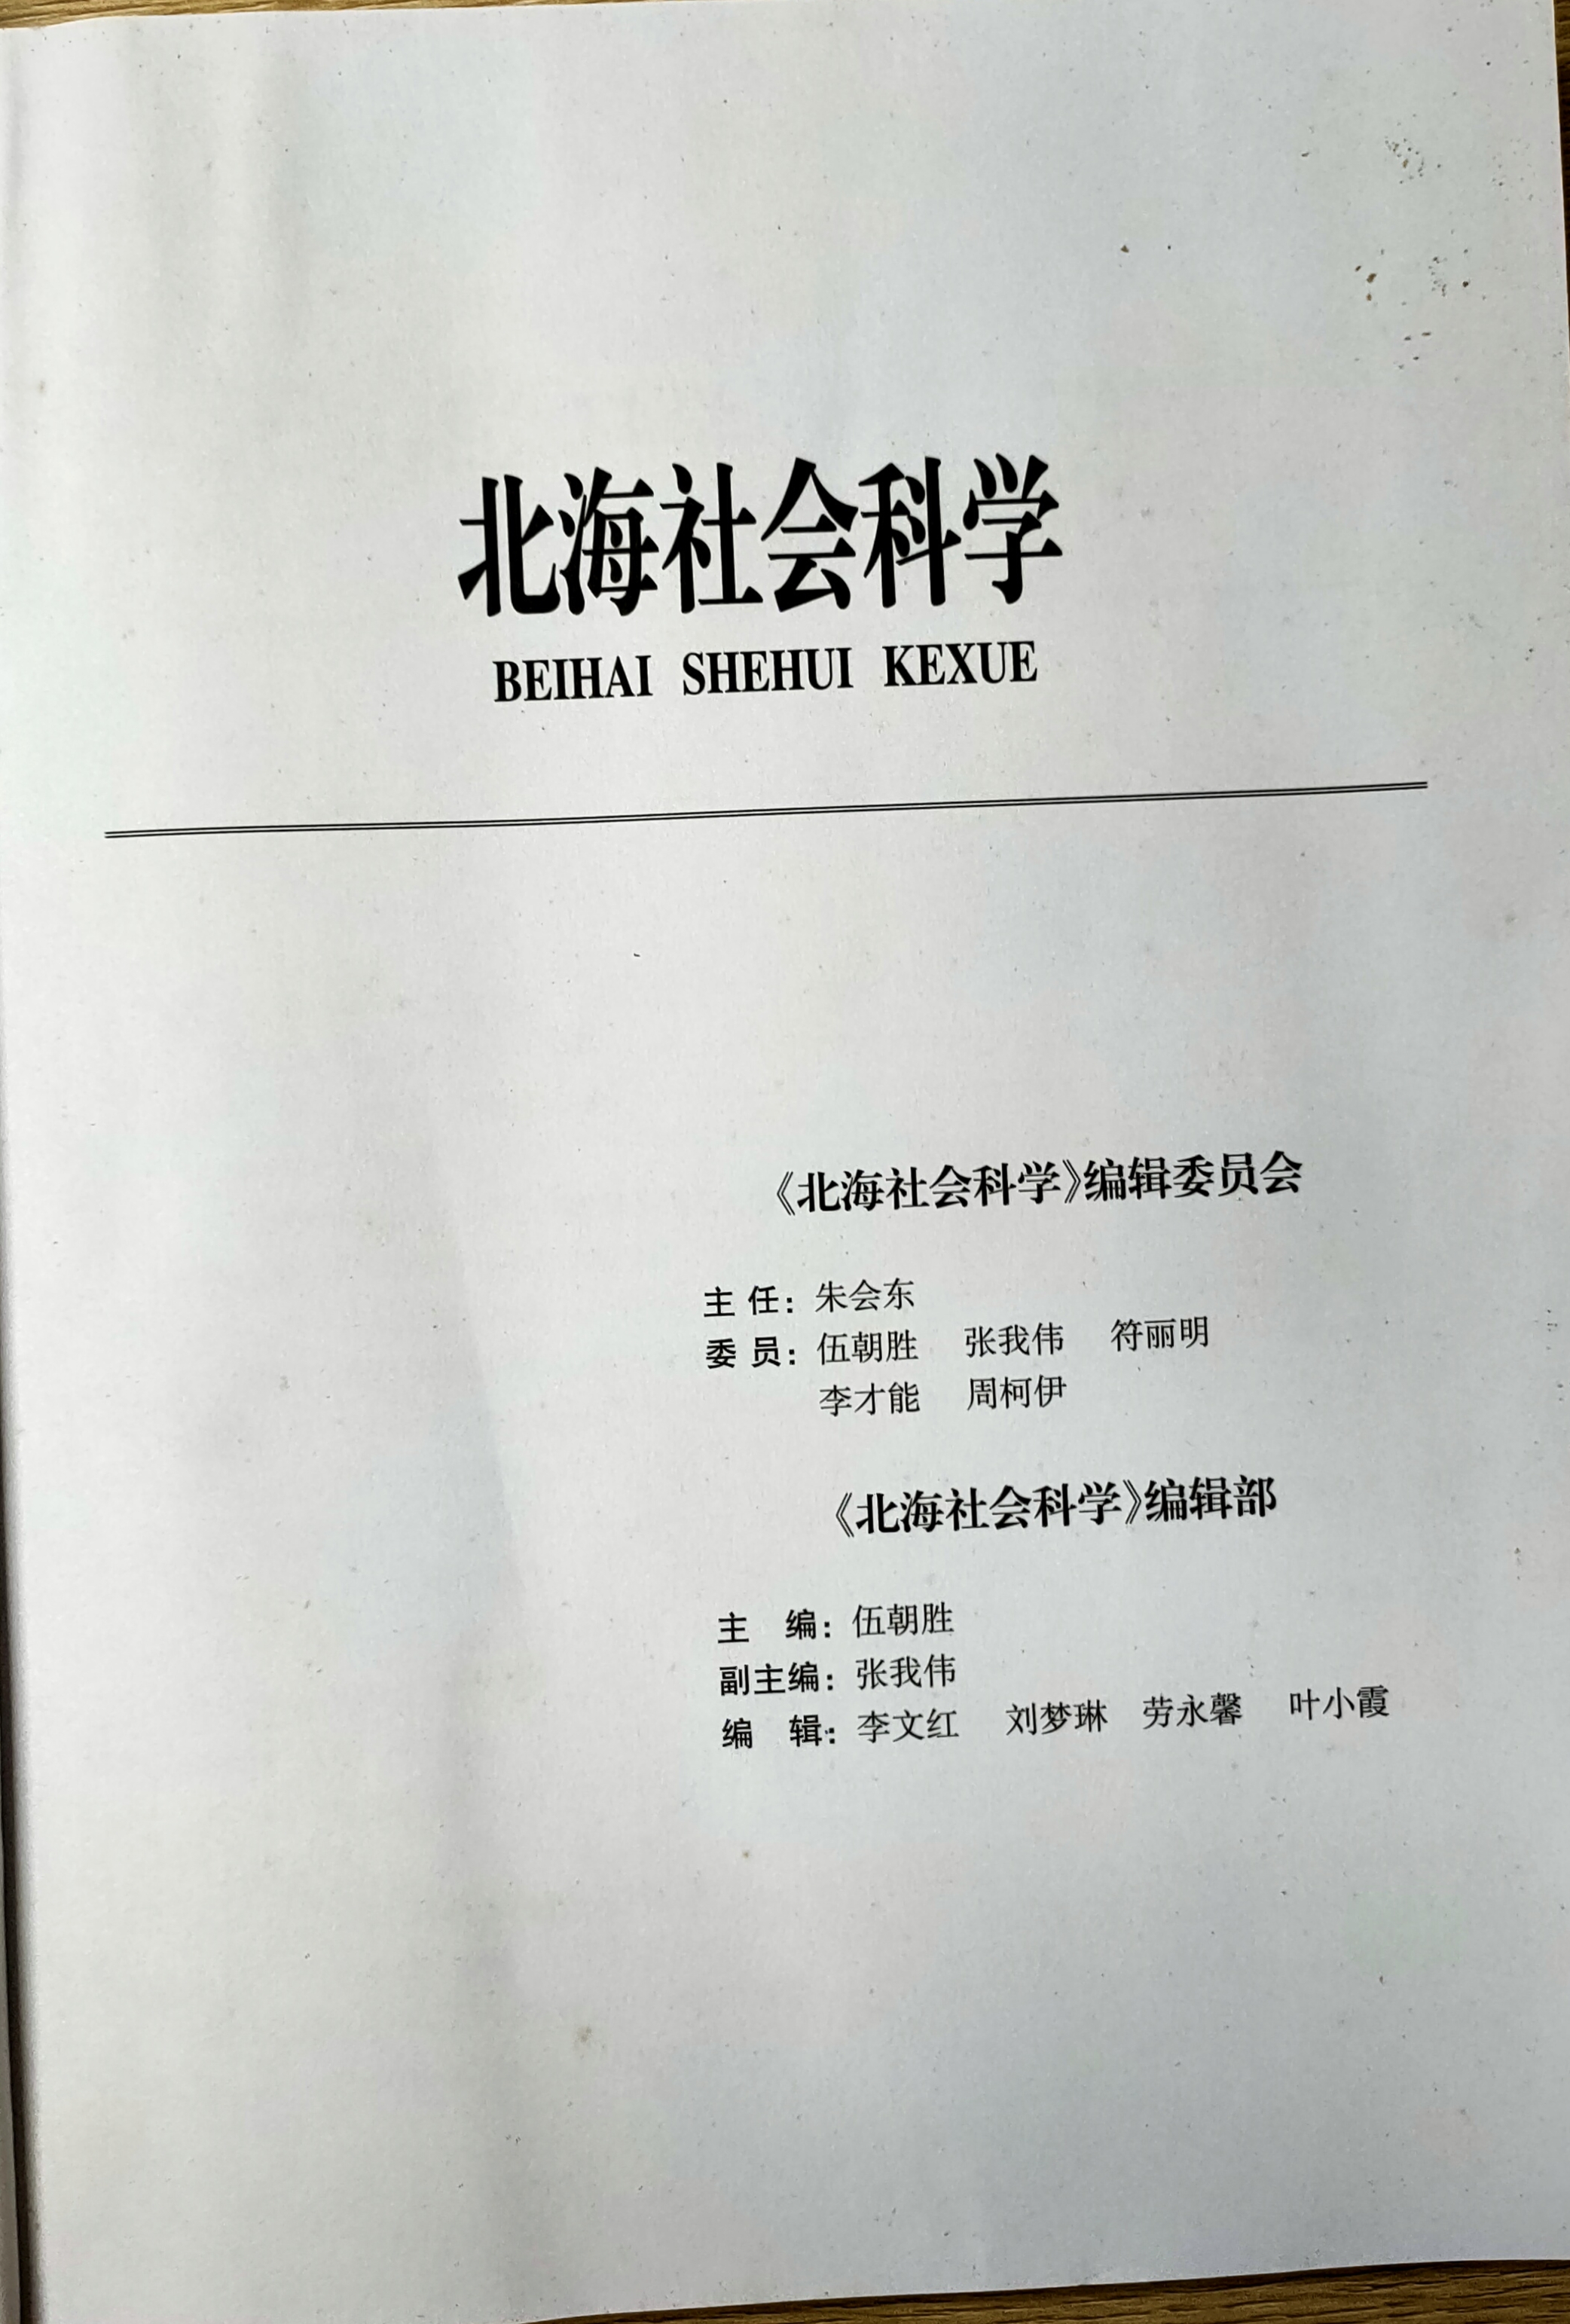 北海社会科学
BEIHAI SHEHUI KEXUE
《北海社会科学》编辑委员会
主 任：朱会东
委 员：伍朝胜 张我伟 符丽明
李才能 周柯伊
《北海社会科学》编辑部
主 编：伍朝胜
副主编：张我伟
编 辑：李文红 刘梦琳 劳永馨 叶小霞